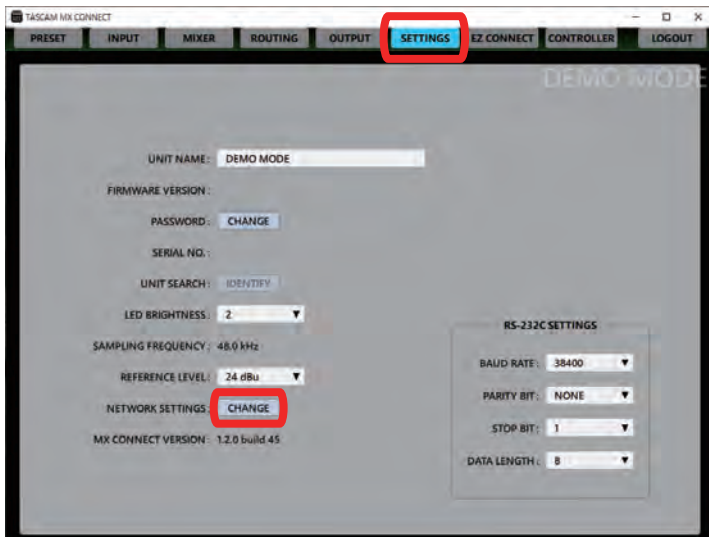 TASCAM MX CONNECT
PRESET INPUT MIXER ROUTING OUTPUT SETTINGS EZ CONNECT CONTROLLER LOGOUT
DEMO MODE
UNIT NAME: DEMO MODE
FIRMWARE VERSION:
PASSWORD: CHANGE
SERIAL NO.:
UNIT SEARCH: IDENTIFY
LED BRIGHTNESS: 2
SAMPLING FREQUENCY: 48.0 kHz
REFERENCE LEVEL: 24 dBu
NETWORK SETTINGS: CHANGE
MX CONNECT VERSION: 1.2.0 build 45
RS-232C SETTINGS
BAUD RATE: 38400
PARITY BIT: NONE
STOP BIT: 1
DATA LENGTH: 8